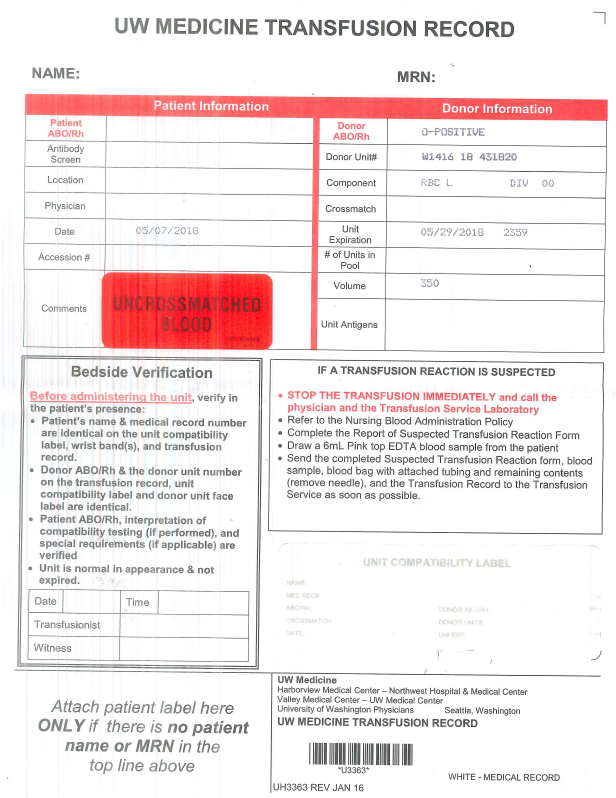 UW MEDICINE TRANSFUSION RECORD
NAME:
MRN:
Patient Information
Donor Information
Patient
ABO/Rh
Donor
ABO/Rh
O-POSITIVE
Antibody
Screen
Donor Unit#
W1416 18 431820
Location
Component
RBC L DIV 00
Physician
Crossmatch
Date
05/07/2018
Unit
Expiration
05/29/2018 2359
Accession #
# of Units in
Pool
Comments
UNCROSSMATCHED
BLOOD
Volume
350
Unit Antigens
Bedside Verification
Before administering the unit, verify in
the patient's presence:
• Patient's name & medical record number
are identical on the unit compatibility
label, wrist band(s), and transfusion
record.
• Donor ABO/Rh & the donor unit number
on the transfusion record, unit
compatibility label and donor unit face
label are identical.
• Patient ABO/Rh, interpretation of
compatibility testing (if performed), and
special requirements (if applicable) are
verified
• Unit is normal in appearance & not
expired.
Date
Time
Transfusionist
Witness
IF A TRANSFUSION REACTION IS SUSPECTED
• STOP THE TRANSFUSION IMMEDIATELY and call the
physician and the Transfusion Service Laboratory
• Refer to the Nursing Blood Administration Policy
• Complete the Report of Suspected Transfusion Reaction Form
• Draw a 6mL Pink top EDTA blood sample from the patient
• Send the completed Suspected Transfusion Reaction form, blood
sample, blood bag with attached tubing and remaining contents
(remove needle), and the Transfusion Record to the Transfusion
Service as soon as possible.
UNIT COMPATIBILITY LABEL
NAME:
MED REC#
ABO/RH:
DONOR ABO/RH:
CROSSMATCH:
DONOR UNIT#:
DATE:
Unit EXP:
Attach patient label here
ONLY if there is no patient
name or MRN in the
top line above
UW Medicine
Harborview Medical Center – Northwest Hospital & Medical Center
Valley Medical Center – UW Medical Center
University of Washington Physicians Seattle, Washington
UW MEDICINE TRANSFUSION RECORD
*U3363*
WHITE - MEDICAL RECORD
UH3363 REV JAN 16